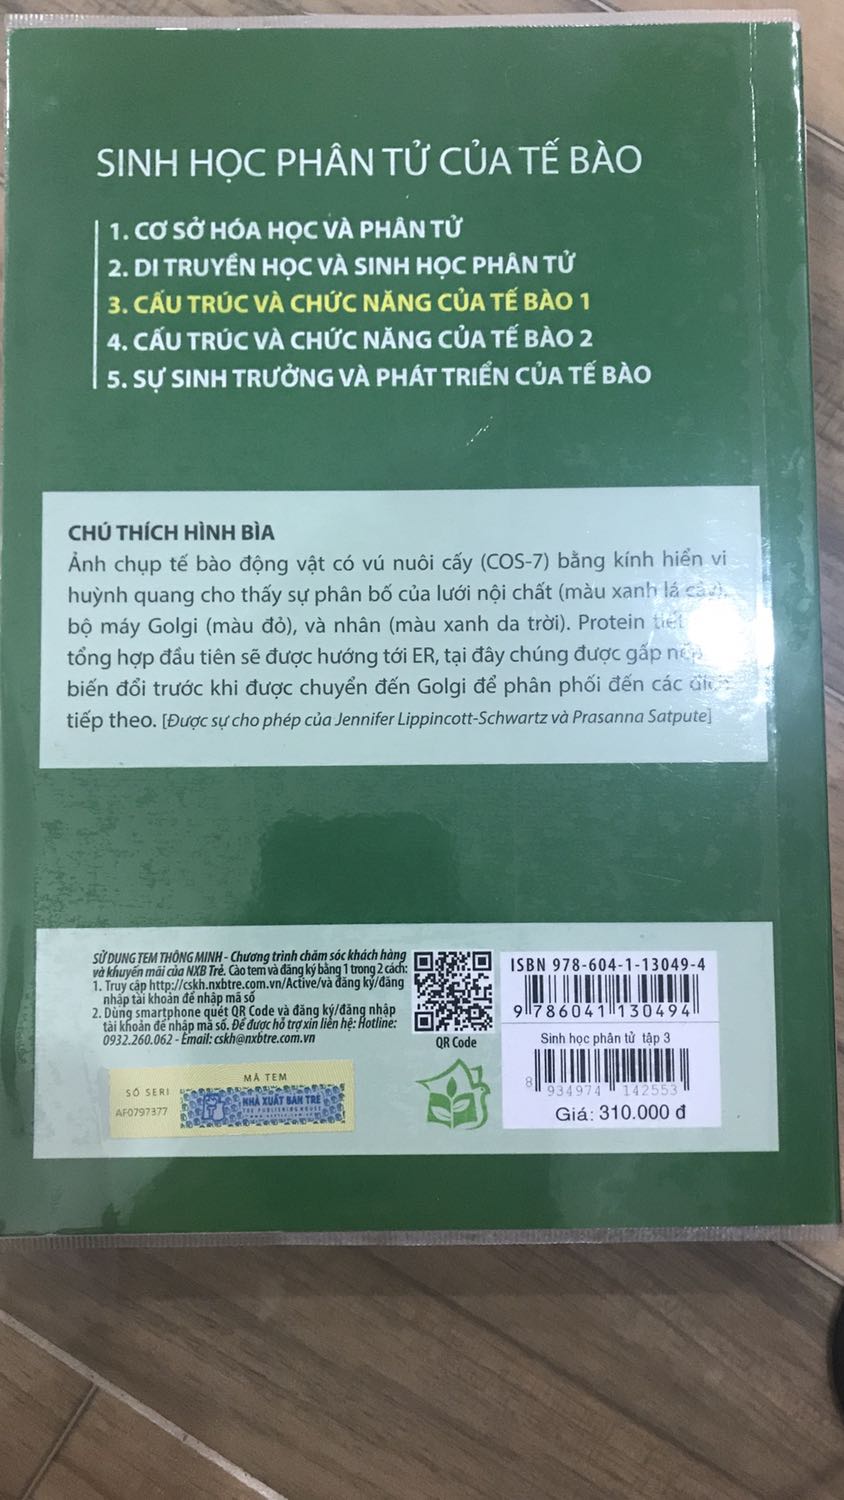 SINH HỌC PHÂN TỬ CỦA TẾ BÀO
1. CƠ SỞ HÓA HỌC VÀ PHÂN TỬ
2. DI TRUYỀN HỌC VÀ SINH HỌC PHÂN TỬ
3. CẤU TRÚC VÀ CHỨC NĂNG CỦA TẾ BÀO 1
4. CẤU TRÚC VÀ CHỨC NĂNG CỦA TẾ BÀO 2
5. SỰ SINH TRƯỞNG VÀ PHÁT TRIỂN CỦA TẾ BÀO
CHÚ THÍCH HÌNH BÌA
Ảnh chụp tế bào động vật có vú nuôi cấy (COS-7) bằng kính hiển vi
huỳnh quang cho thấy sự phân bố của lưới nội chất (màu xanh lá cây),
bộ máy Golgi (màu đỏ), và nhân (màu xanh da trời). Protein
tổng hợp đầu tiên sẽ được hướng tới ER, tại đây chúng được gấp
biến đổi trước khi được chuyển đến Golgi để phân phối đến các đích
tiếp theo. [Được sự cho phép của Jennifer Lippincott-Schwartz và Prasanna Satpute]
SỬ DỤNG TEM THÔNG MINH - Chương trình chăm sóc khách hàng
và khuyến mãi của NXB Trẻ. Cào tem và đăng ký bằng 1 trong 2 cách:
1. Truy cập http://cskh.nxbtre.com.vn/Active/và đăng ký/đăng
nhập tài khoản để nhập mã số
2. Dùng smartphone quét QR Code và đăng ký/đăng nhập
tài khoản để nhập mã số. Để được hỗ trợ xin liên hệ: Hotline:
0932.260.062 - Email: cskh@nxbtre.com.vn
QR Code
MÃ TEM
SỐ SERI
AF0797377
NHÀ XUẤT BẢN TRẺ
TRE PUBLISHING HOUSE
ISBN 978-604-1-13049-4
9 786041 130494
Sinh học phân tử tập 3
8 934974 142553
Giá: 310.000 đ